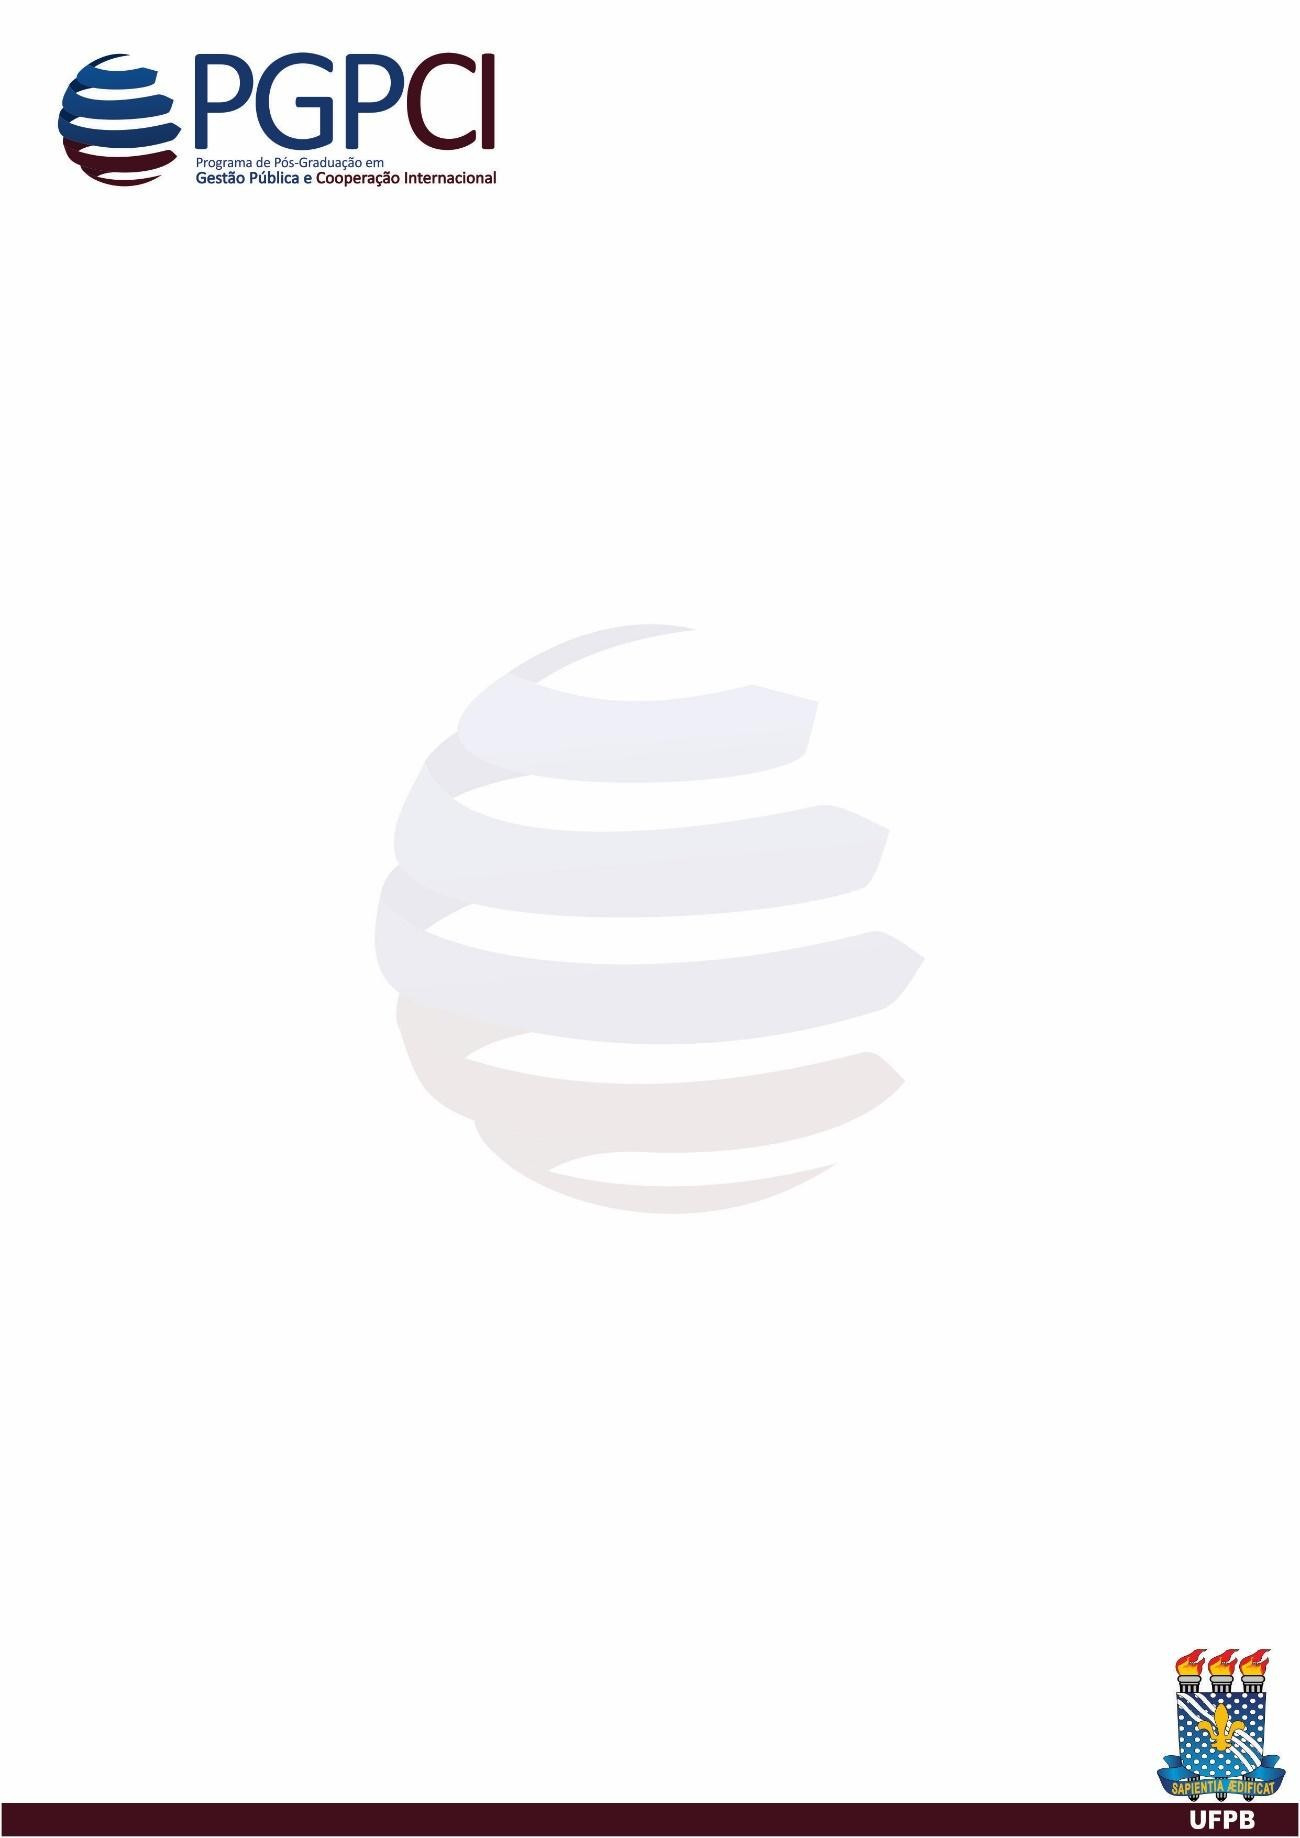 PGPCI
Programa de Pós-Graduação em
Gestão Pública e Cooperação Internacional
SAPIENTIA ÆDIFICAT
UFPB